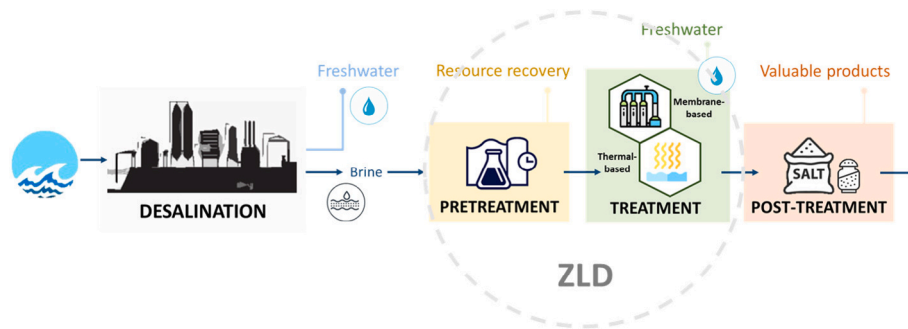 Freshwater
Resource recovery
Freshwater
Valuable products
Membrane-
based
Thermal-
based
SALT
Brine
DESALINATION
PRETREATMENT
TREATMENT
POST-TREATMENT
ZLD